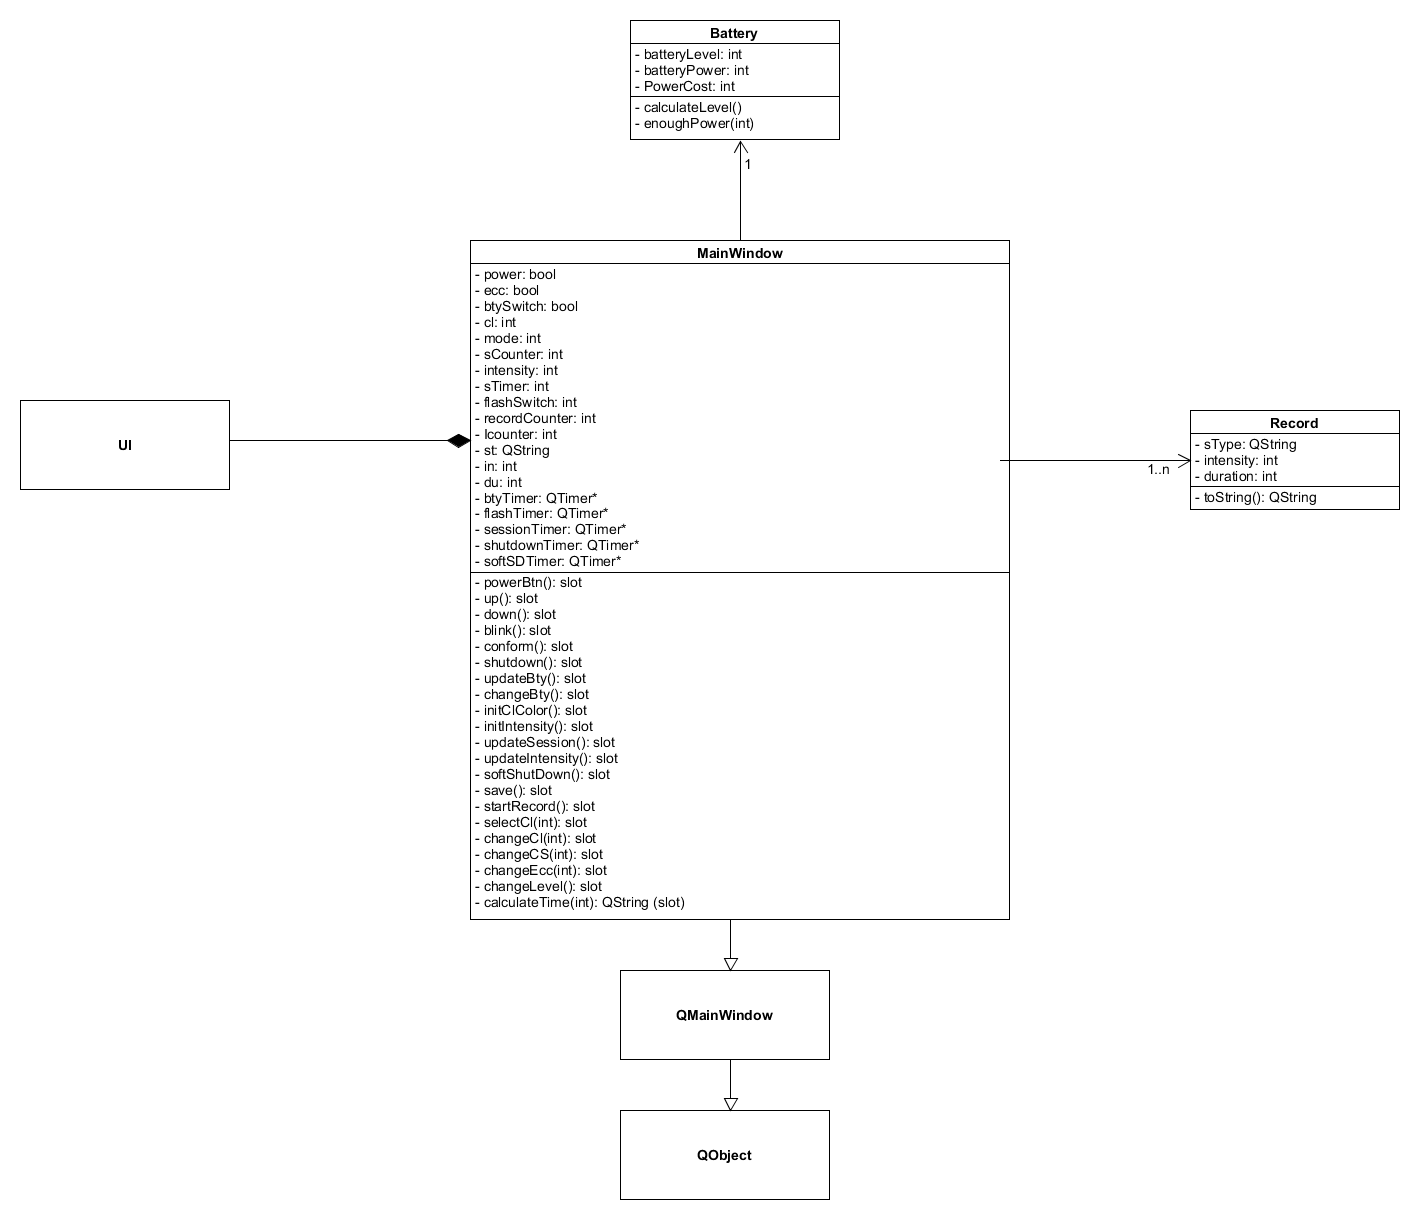 Battery
- batteryLevel: int
- batteryPower: int
- PowerCost: int
- calculateLevel()
- enoughPower(int)
1
MainWindow
- power: bool
- ecc: bool
- btySwitch: bool
- cl: int
- mode: int
- sCounter: int
- intensity: int
- sTimer: int
- flashSwitch: int
- recordCounter: int
- Icounter: int
- st: QString
- in: int
- du: int
- btyTimer: QTimer*
- flashTimer: QTimer*
- sessionTimer: QTimer*
- shutdownTimer: QTimer*
- softSDTimer: QTimer*
- powerBtn(): slot
- up(): slot
- down(): slot
- blink(): slot
- conform(): slot
- shutdown(): slot
- updateBty(): slot
- changeBty(): slot
- initClColor(): slot
- initIntensity(): slot
- updateSession(): slot
- updateIntensity(): slot
- softShutDown(): slot
- save(): slot
- startRecord(): slot
- selectCl(int): slot
- changeCl(int): slot
- changeCS(int): slot
- changeEcc(int): slot
- changeLevel(): slot
- calculateTime(int): QString (slot)
UI
Record
- sType: QString
- intensity: int
- duration: int
- toString(): QString
1..n
QMainWindow
QObject